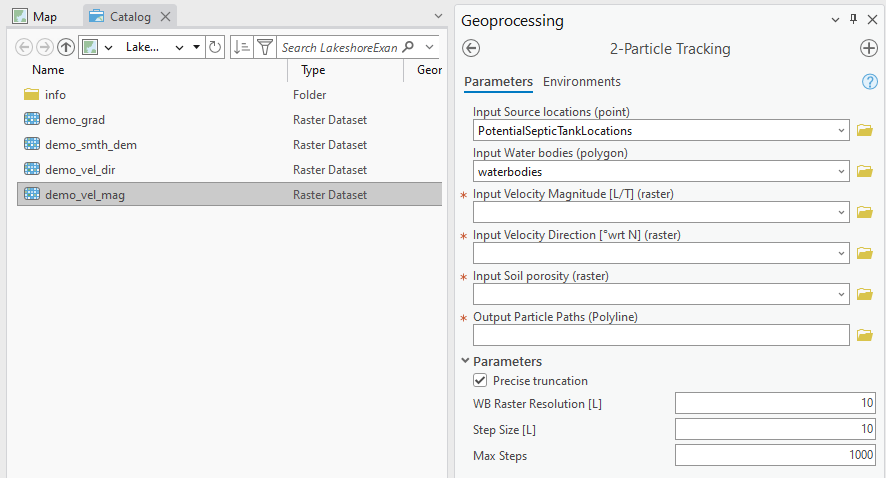 Map
Catalog
Lake...
Search LakeshoreExan
Name Type Geor
info Folder
demo_grad Raster Dataset
demo_smth_dem Raster Dataset
demo_vel_dir Raster Dataset
demo_vel_mag Raster Dataset
Geoprocessing
2-Particle Tracking
Parameters Environments
Input Source locations (point)
PotentialSepticTankLocations
Input Water bodies (polygon)
waterbodies
* Input Velocity Magnitude [L/T] (raster)
* Input Velocity Direction [°wrt N] (raster)
* Input Soil porosity (raster)
* Output Particle Paths (Polyline)
Parameters
Precise truncation
WB Raster Resolution [L] 10
Step Size [L] 10
Max Steps 1000